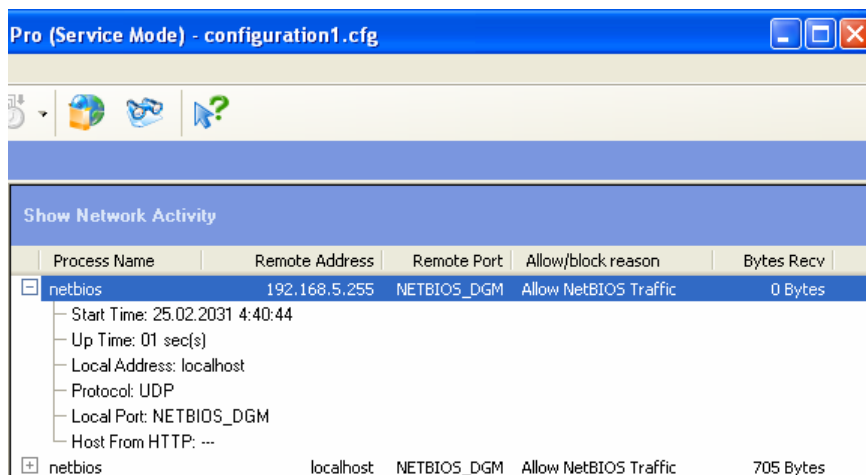 Pro (Service Mode) - configuration1.cfg
Show Network Activity
Process Name Remote Address Remote Port Allow/block reason Bytes Recv
netbios 192.168.5.255 NETBIOS_DGM Allow NetBIOS Traffic 0 Bytes
Start Time: 25.02.2031 4:40:44
Up Time: 01 sec(s)
Local Address: localhost
Protocol: UDP
Local Port: NETBIOS_DGM
Host From HTTP: ---
netbios localhost NETBIOS_DGM Allow NetBIOS Traffic 705 Bytes